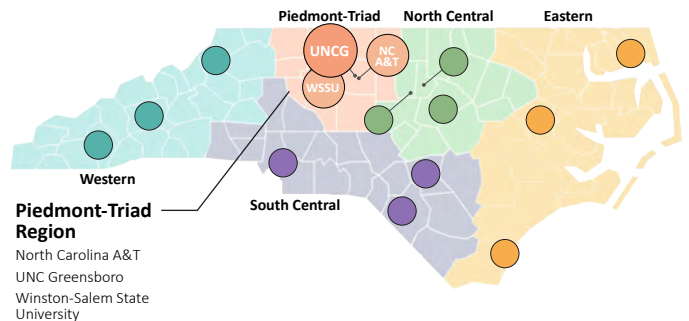 Piedmont-Triad
North Central
Eastern
UNCG
NC
A&T
WSSU
Western
South Central
Piedmont-Triad
Region
North Carolina A&T
UNC Greensboro
Winston-Salem State
University